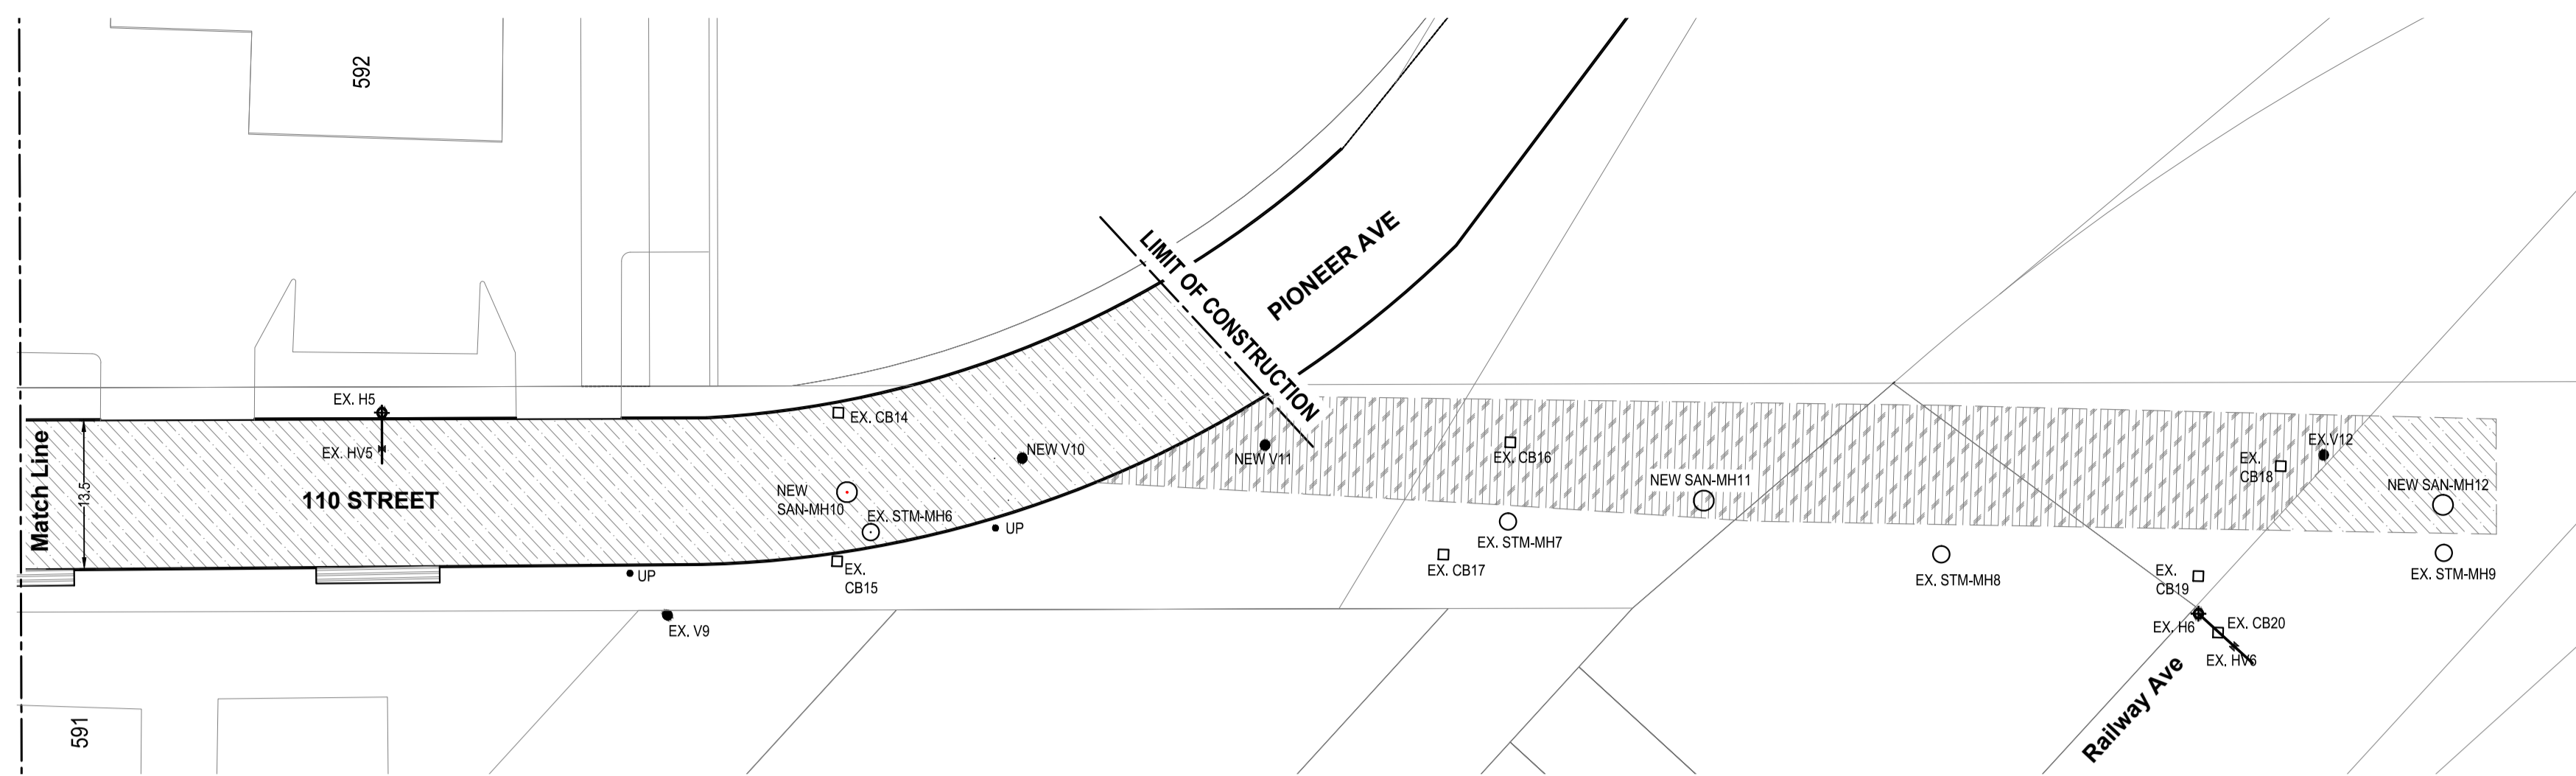 592
LIMIT OF CONSTRUCTION
PIONEER AVE
EX. H5
EX. CB14
Match Line
13.5
EX. HV5
110 STREET
NEW V10
NEW V11
EX. CB16
EX.V12
EX.
CB18
NEW SAN-MH11
NEW SAN-MH12
NEW
SAN-MH10
EX. STM-MH6
UP
EX. STM-MH7
EX. CB17
EX. STM-MH8
EX. STM-MH9
UP
EX.
CB15
EX.
CB19
EX. V9
EX. H6
EX. CB20
EX. HV6
Railway Ave
591